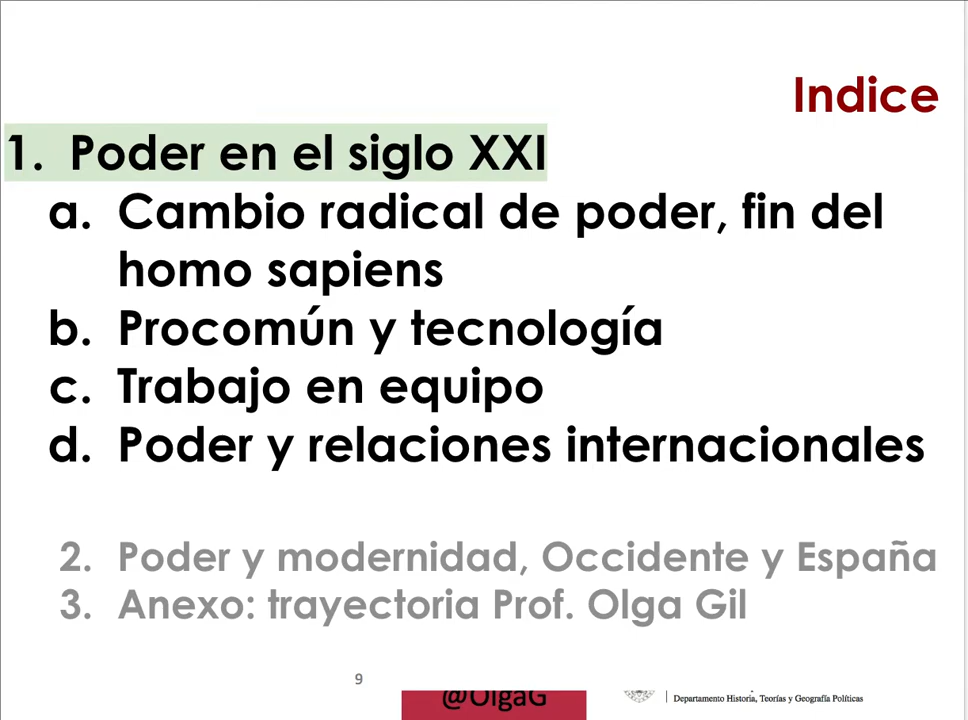 Indice
1. Poder en el siglo XXI
a. Cambio radical de poder, fin del
homo sapiens
b. Procomún y tecnología
c. Trabajo en equipo
d. Poder y relaciones internacionales
2. Poder y modernidad, Occidente y España
3. Anexo: trayectoria Prof. Olga Gil
9
@OlgaG
Departamento Historia, Teorías y Geografía Políticas